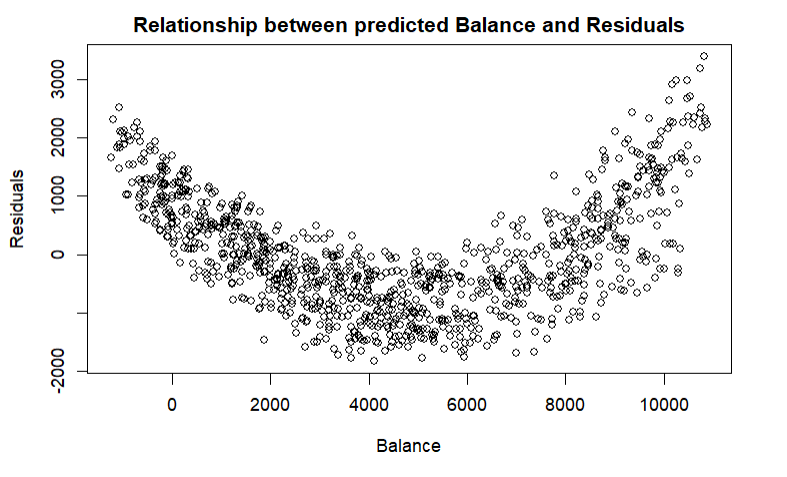 Relationship between predicted Balance and Residuals
Residuals
3000
2000
1000
0
-2000
0 2000 4000 6000 8000 10000
Balance